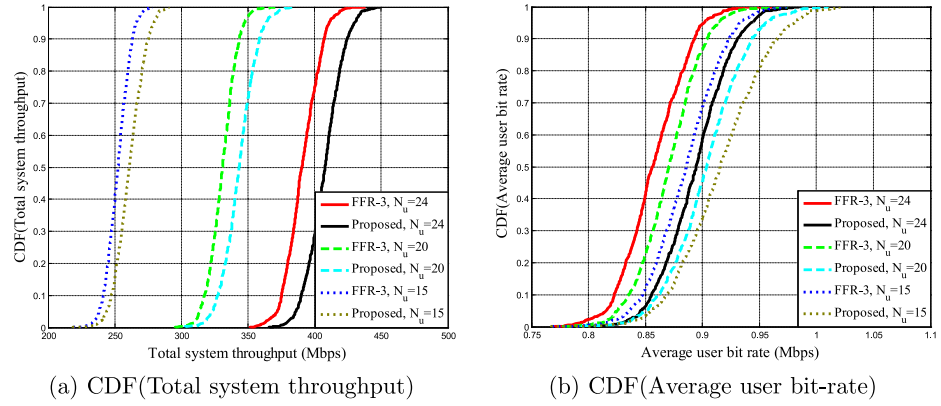 CDF(Total system throughput)
1
0.9
0.8
0.7
0.6
0.5
0.4
0.3
0.2
0.1
0
200
250
300
350
400
450
500
Total system throughput (Mbps)
FFR-3, N_u=24
Proposed, N_u=24
FFR-3, N_u=20
Proposed, N_u=20
FFR-3, N_u=15
Proposed, N_u=15
(a) CDF(Total system throughput)
CDF(Average user bit rate)
1
0.9
0.8
0.7
0.6
0.5
0.4
0.3
0.2
0.1
0
0.75
0.8
0.85
0.9
0.95
1
1.05
1.1
Average user bit rate (Mbps)
FFR-3, N_u=24
Proposed, N_u=24
FFR-3, N_u=20
Proposed, N_u=20
FFR-3, N_u=15
Proposed, N_u=15
(b) CDF(Average user bit-rate)